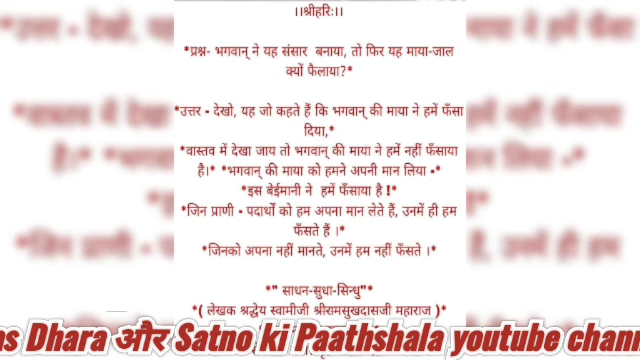 ।।श्रीहरिः।।
*प्रश्न- भगवान् ने यह संसार बनाया, तो फिर यह माया-जाल
क्यों फैलाया?*
*उत्तर - देखो, यह जो कहते हैं कि भगवान् की माया ने हमें फँसा
दिया,*
*वास्तव में देखा जाय तो भगवान् की माया ने हमें नहीं फँसाया
है।* *भगवान् की माया को हमने अपनी मान लिया -*
*इस बेईमानी ने हमें फँसाया है !*
*जिन प्राणी - पदार्थों को हम अपना मान लेते हैं, उनमें ही हम
फँसते हैं ।*
*जिनको अपना नहीं मानते, उनमें हम नहीं फँसते ।*
*" साधन-सुधा-सिन्धु"*
*( लेखक श्रद्धेय स्वामीजी श्रीरामसुखदासजी महाराज )*
Dhara और Satno ki Paathshala youtube